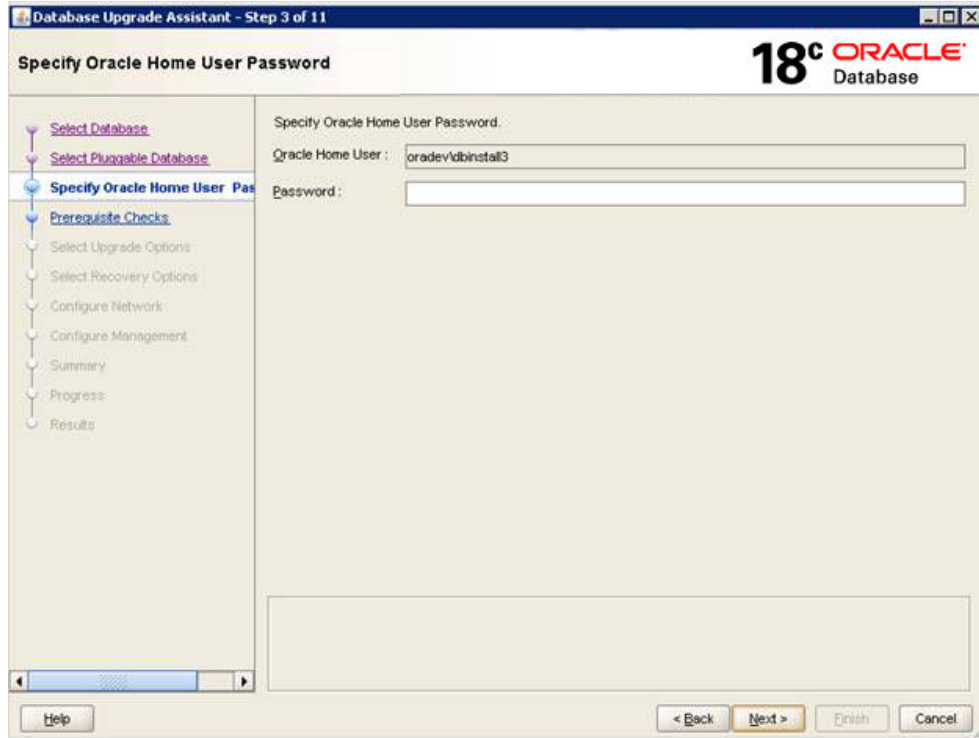 Database Upgrade Assistant - Step 3 of 11
Specify Oracle Home User Password
18c ORACLE
Database
Select Database
Select Pluggable Database
Specify Oracle Home User Pas
Prerequisite Checks
Select Upgrade Options
Select Recovery Options
Configure Network
Configure Management
Summary
Progress
Results
Specify Oracle Home User Password.
Oracle Home User : oradev\dbinstall3
Password :
Help
< Back
Next >
Finish
Cancel